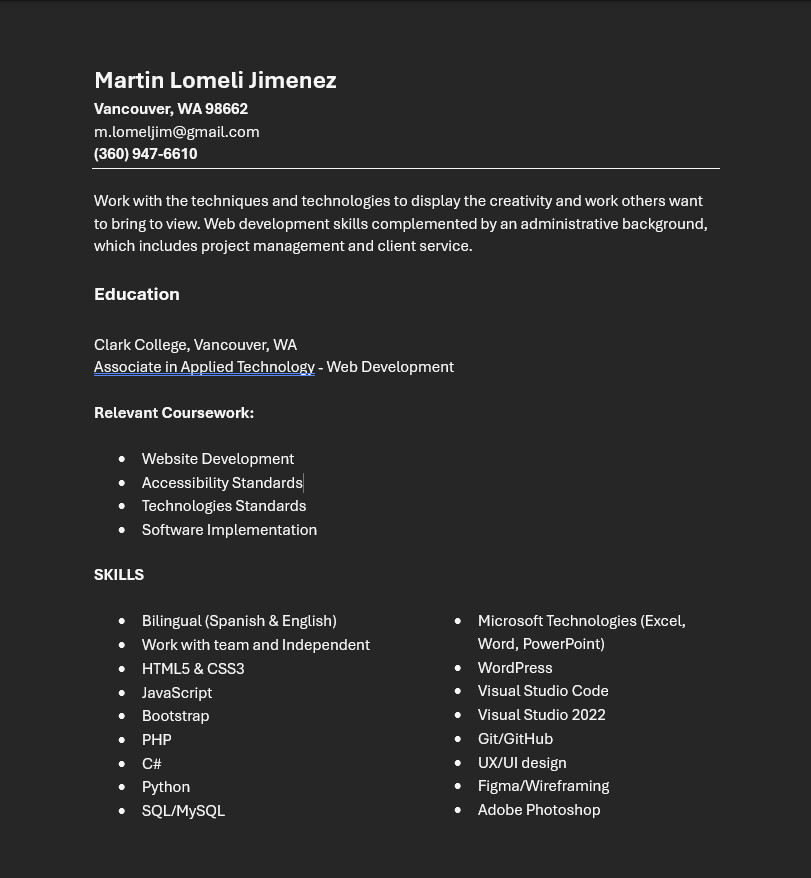 Martin Lomeli Jimenez
Vancouver, WA 98662
m.lomeljim@gmail.com
(360) 947-6610
Work with the techniques and technologies to display the creativity and work others want
to bring to view. Web development skills complemented by an administrative background,
which includes project management and client service.
Education
Clark College, Vancouver, WA
Associate in Applied Technology - Web Development
Relevant Coursework:
• Website Development
• Accessibility Standards
• Technologies Standards
• Software Implementation
SKILLS
• Bilingual (Spanish & English)
• Work with team and Independent
• HTML5 & CSS3
• JavaScript
• Bootstrap
• PHP
• C#
• Python
• SQL/MySQL
• Microsoft Technologies (Excel,
Word, PowerPoint)
• WordPress
• Visual Studio Code
• Visual Studio 2022
• Git/GitHub
• UX/UI design
• Figma/Wireframing
• Adobe Photoshop